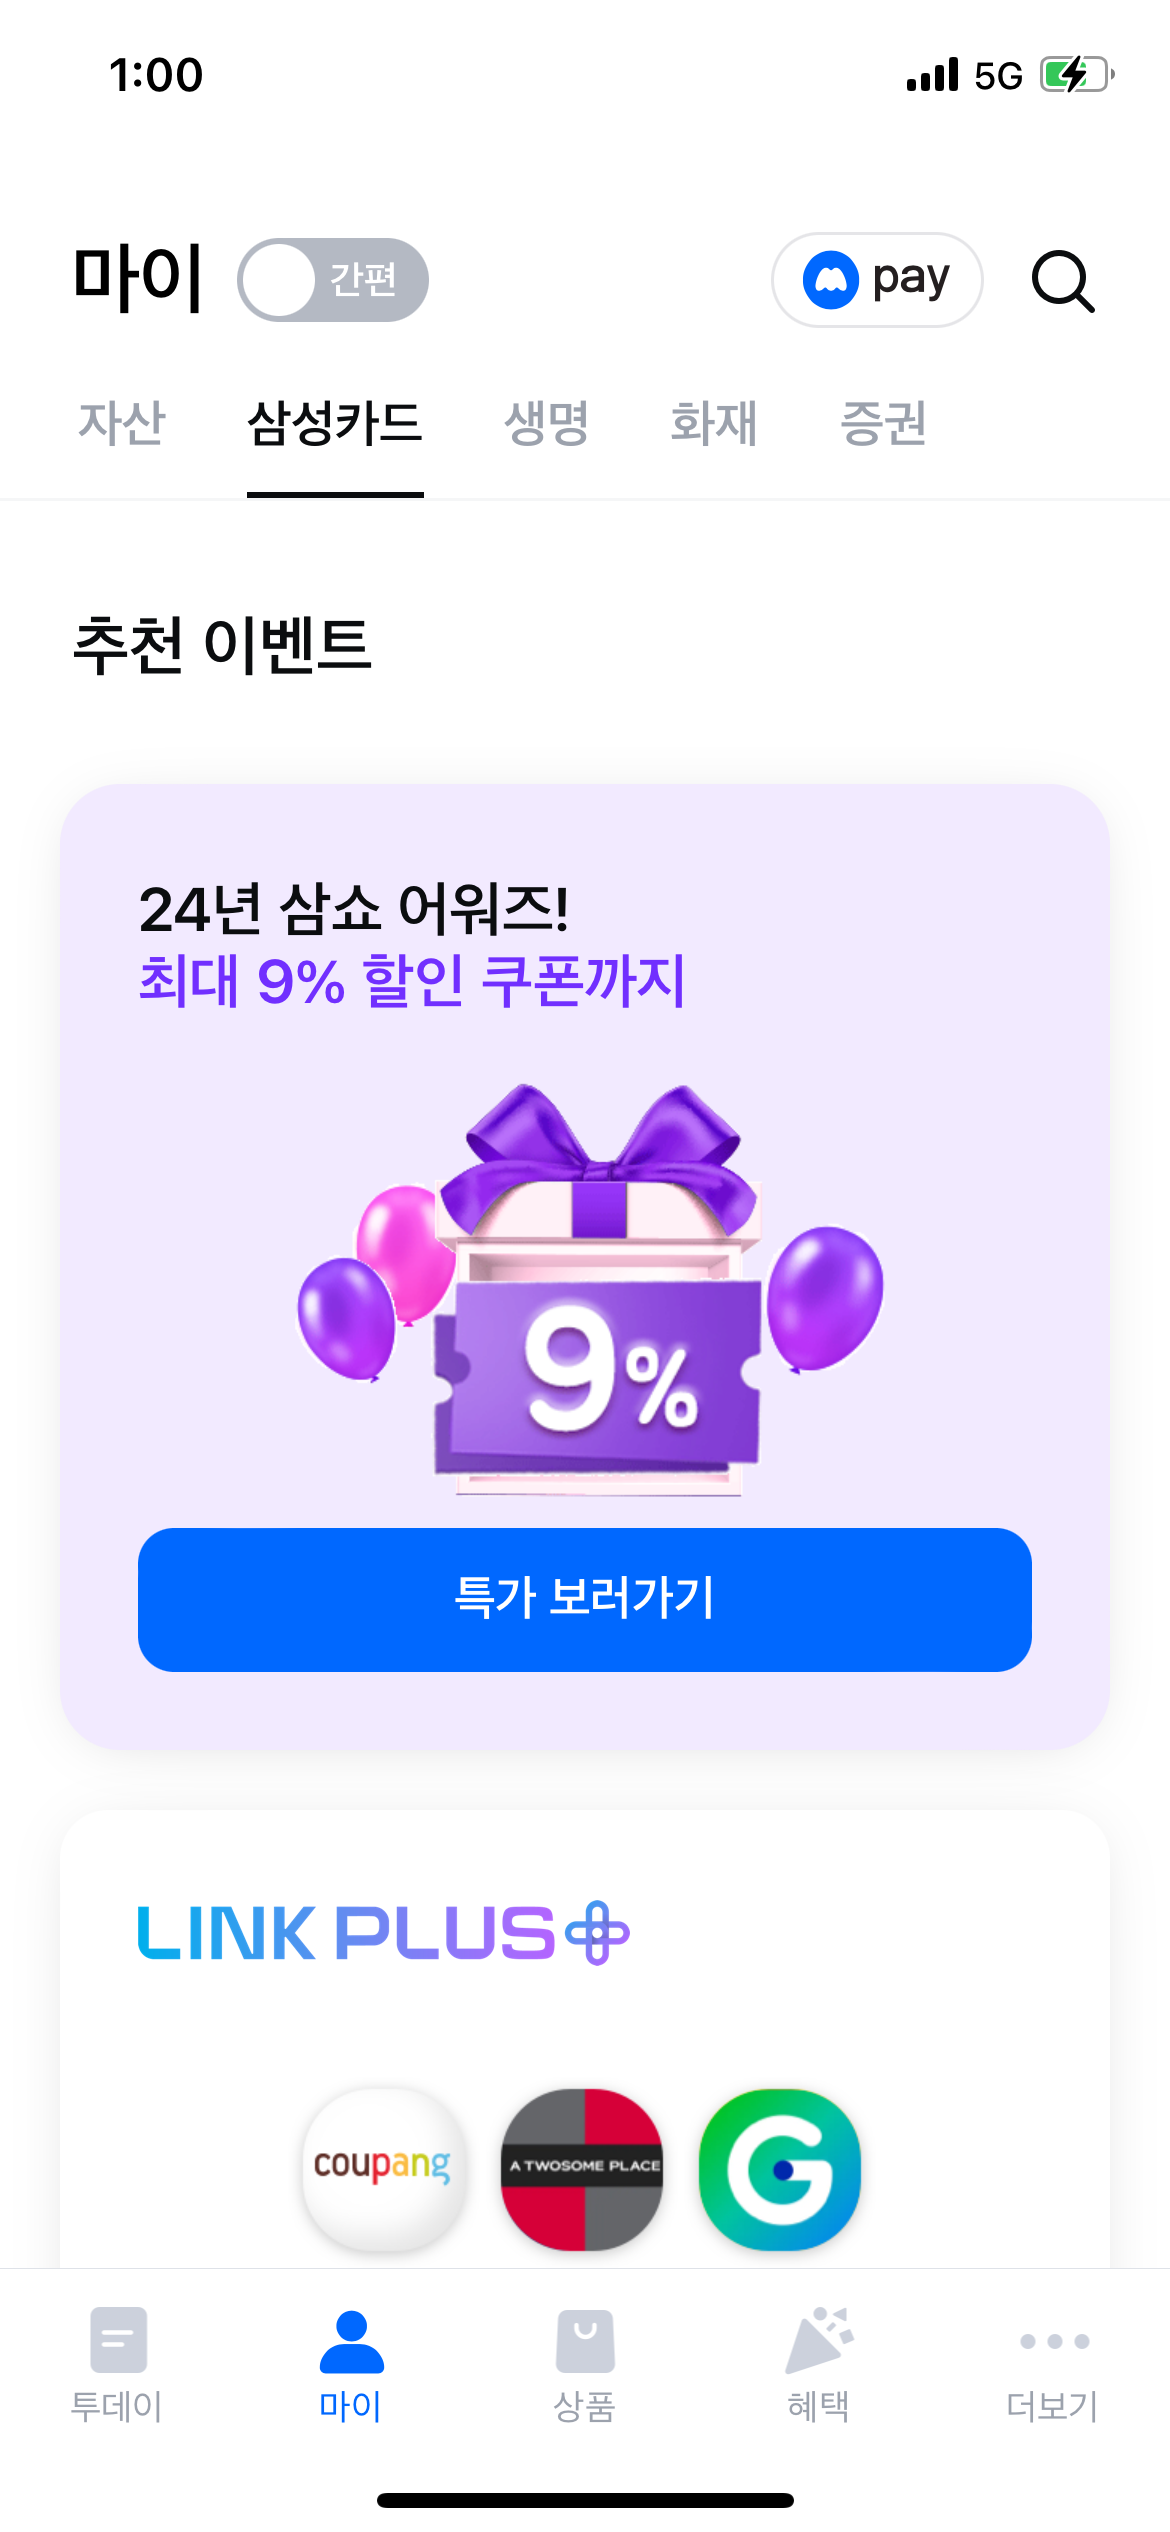 1:00
5G
마이
간편
pay
자산
삼성카드
생명
화재
증권
추천 이벤트
24년 삼쇼 어워즈!
최대 9% 할인 쿠폰까지
9%
특가 보러가기
LINK PLUS
coupang
A TWOSOME PLACE
G
투데이
마이
상품
혜택
더보기